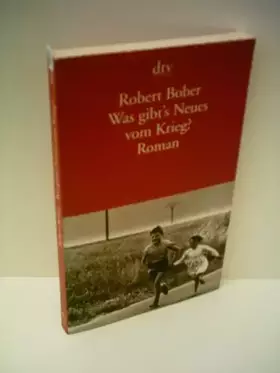 dtv
Robert Bober
Was gibt's Neues
vom Krieg?
Roman